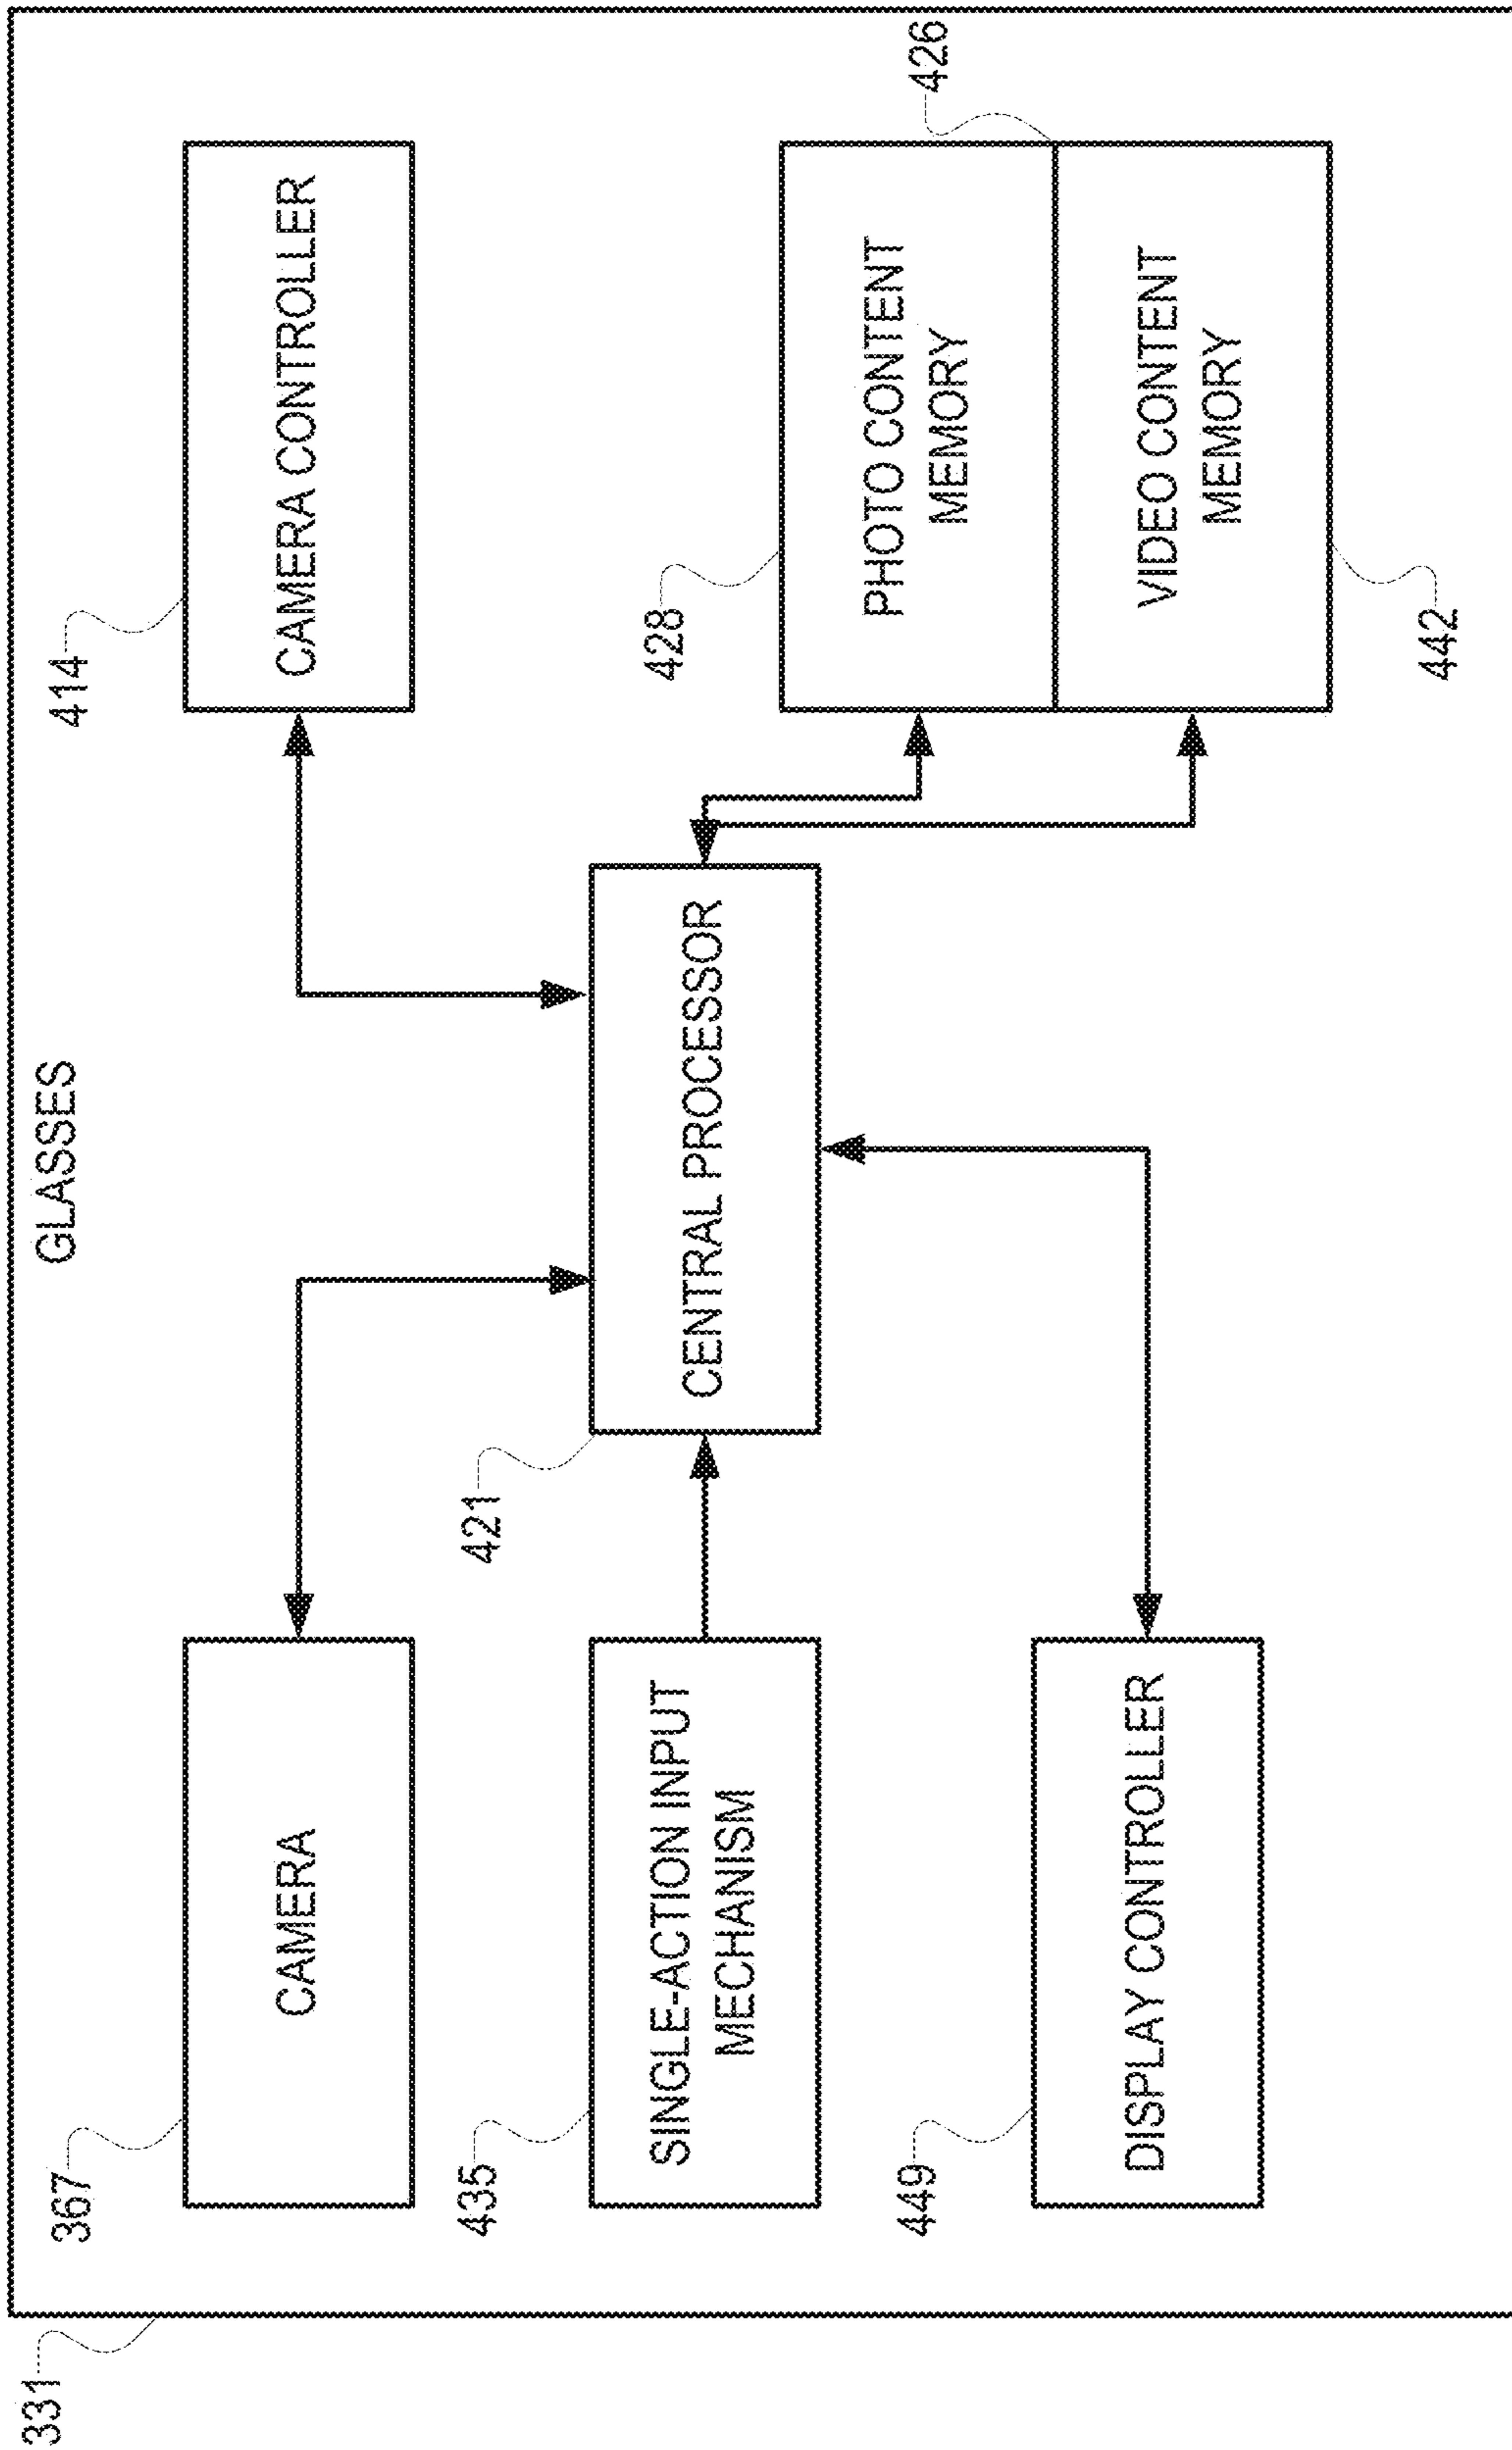 331
GLASSES
367
CAMERA
414
CAMERA CONTROLLER
435
SINGLE-ACTION INPUT
MECHANISM
421
CENTRAL PROCESSOR
428
PHOTO CONTENT
MEMORY
426
449
DISPLAY CONTROLLER
VIDEO CONTENT
MEMORY
442